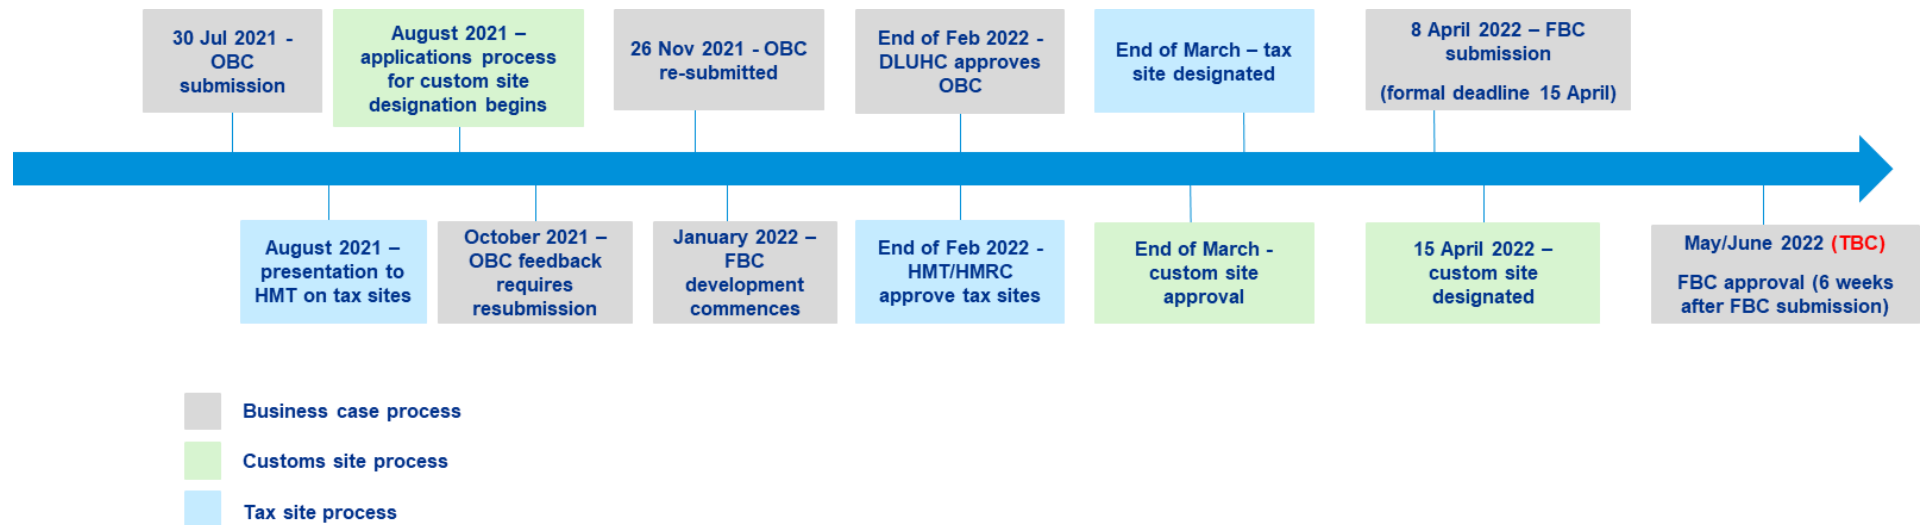 30 Jul 2021 -
OBC
submission
August 2021 –
applications process
for custom site
designation begins
26 Nov 2021 - OBC
re-submitted
End of Feb 2022 -
DLUHC approves
OBC
End of March – tax
site designated
8 April 2022 – FBC
submission
(formal deadline 15 April)
August 2021 –
presentation to
HMT on tax sites
October 2021 –
OBC feedback
requires
resubmission
January 2022 –
FBC
development
commences
End of Feb 2022 -
HMT/HMRC
approve tax sites
End of March -
custom site
approval
15 April 2022 –
custom site
designated
May/June 2022 (TBC)
FBC approval (6 weeks
after FBC submission)
Business case process
Customs site process
Tax site process